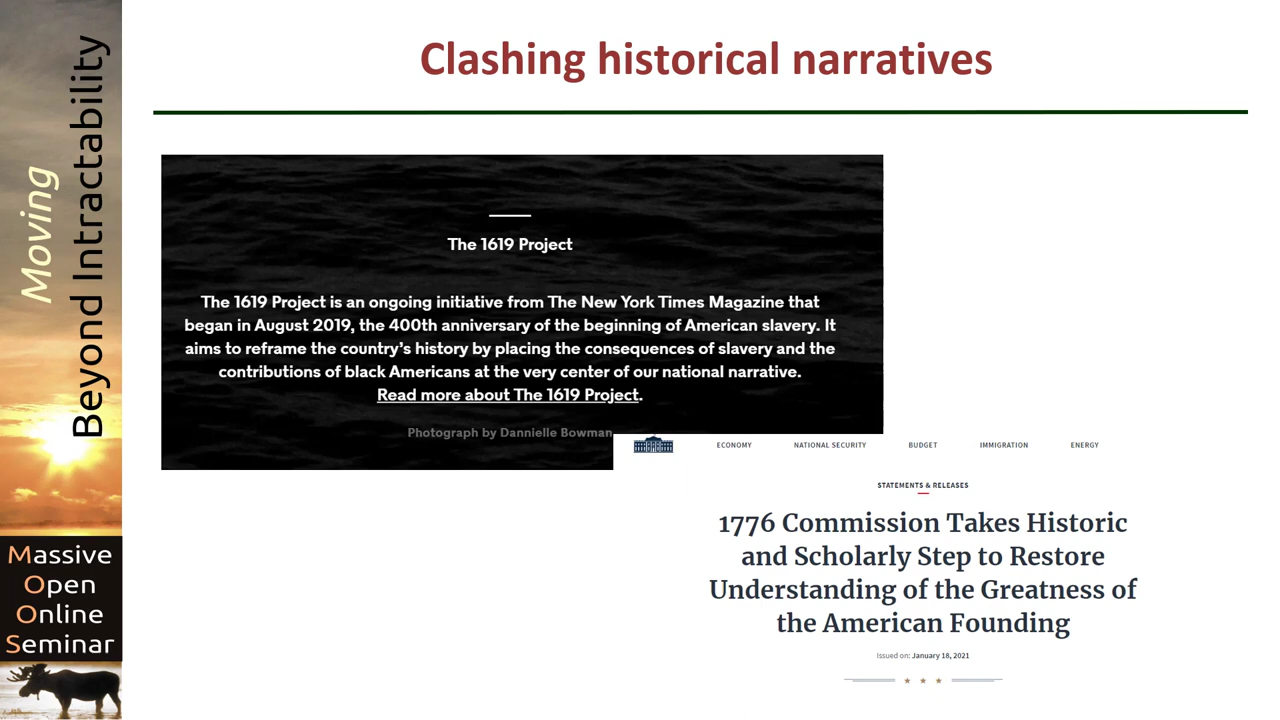 Moving
Beyond Intractability
Massive
Open
Online
Seminar
Clashing historical narratives
The 1619 Project
The 1619 Project is an ongoing initiative from The New York Times Magazine that
began in August 2019, the 400th anniversary of the beginning of American slavery. It
aims to reframe the country’s history by placing the consequences of slavery and the
contributions of black Americans at the very center of our national narrative.
Read more about The 1619 Project.
Photograph by Dannielle Bowman
ECONOMY NATIONAL SECURITY BUDGET IMMIGRATION ENERGY
STATEMENTS & RELEASES
1776 Commission Takes Historic
and Scholarly Step to Restore
Understanding of the Greatness of
the American Founding
Issued on: January 18, 2021